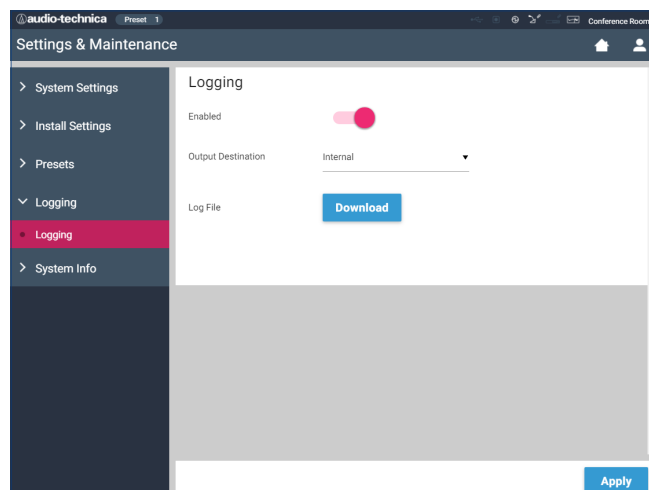 audio-technica Preset 1 Conference Room
Settings & Maintenance
System Settings
Install Settings
Presets
Logging
Logging
System Info
Logging
Enabled
Output Destination Internal
Log File Download
Apply